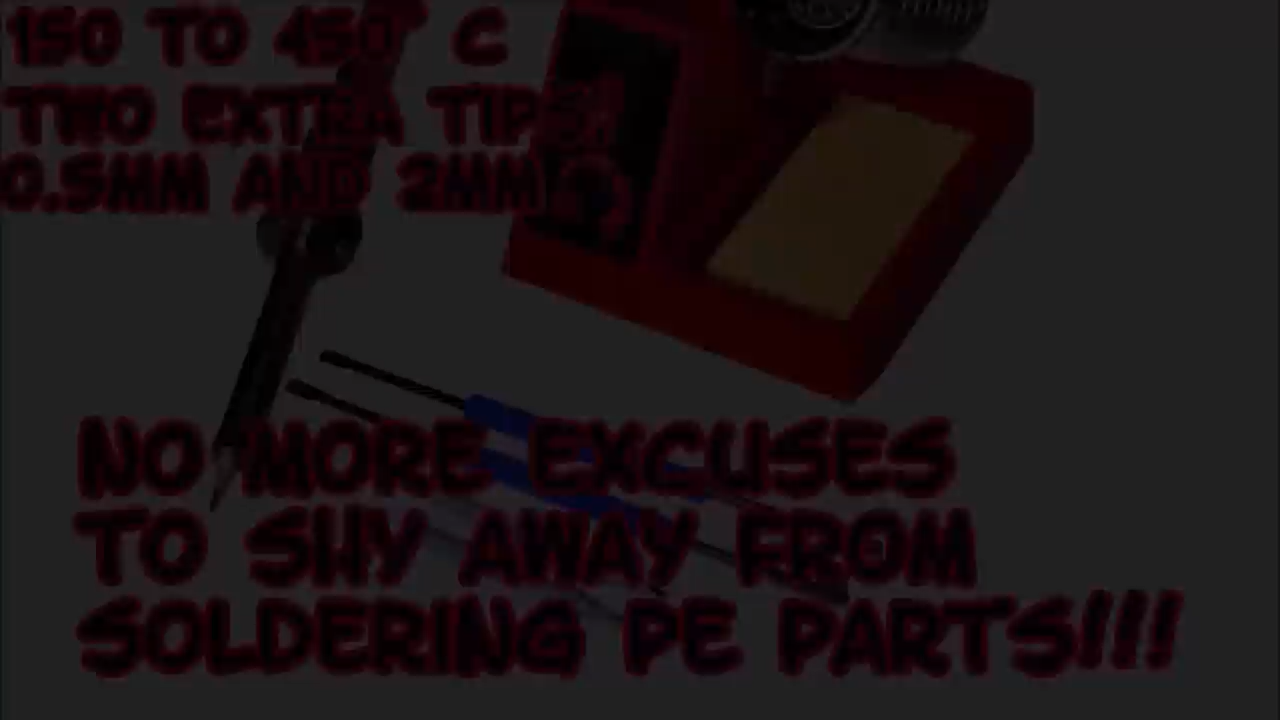 150 TO 450° C
TWO EXTRA TIPS!
0.5MM AND 2MM
NO MORE EXCUSES
TO SHY AWAY FROM
SOLDERING PE PARTS!!!